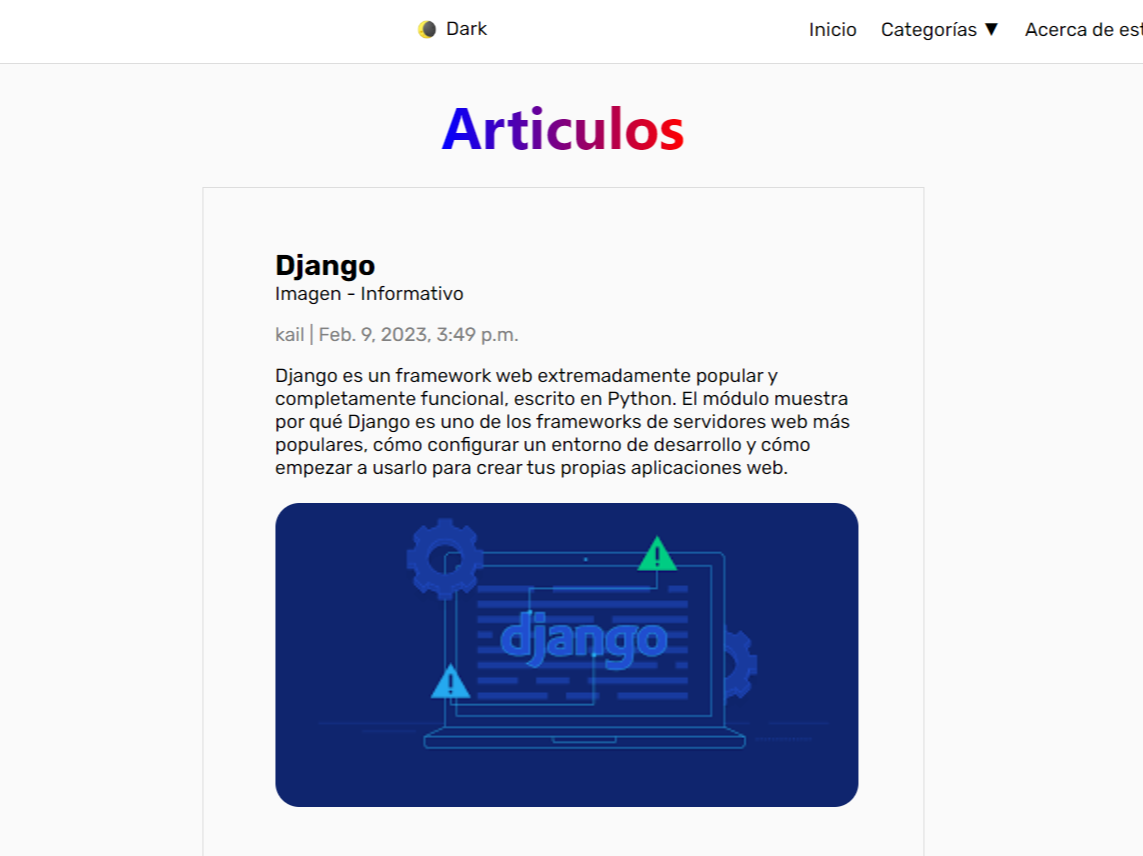 Dark
Inicio
Categorías ▼
Acerca de est
Articulos
Django
Imagen - Informativo
kail | Feb. 9, 2023, 3:49 p.m.
Django es un framework web extremadamente popular y
completamente funcional, escrito en Python. El módulo muestra
por qué Django es uno de los frameworks de servidores web más
populares, cómo configurar un entorno de desarrollo y cómo
empezar a usarlo para crear tus propias aplicaciones web.
django